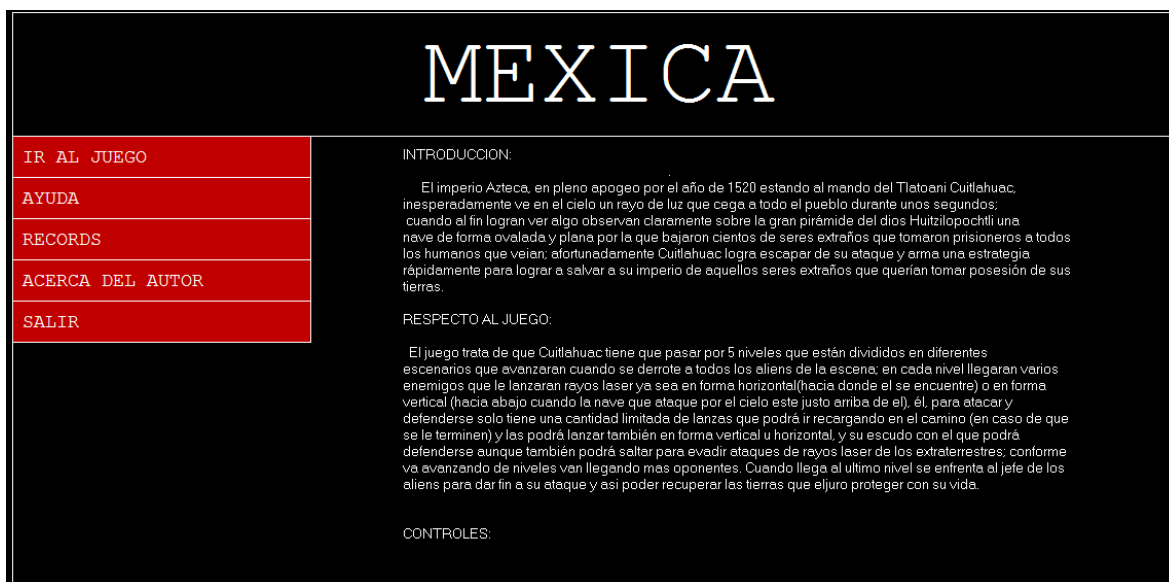 MEXICA
IR AL JUEGO
AYUDA
RECORDS
ACERCA DEL AUTOR
SALIR
INTRODUCCION:
El imperio Azteca, en pleno apogeo por el año de 1520 estando al mando del Tlatoani Cuitlahuac,
inesperadamente ve en el cielo un rayo de luz que cega a todo el pueblo durante unos segundos;
cuando al fin logran ver algo observan claramente sobre la gran pirámide del dios Huitzilopochtli una
nave de forma ovalada y plana por la que bajaron cientos de seres extraños que tomaron prisioneros a todos
los humanos que veian; afortunadamente Cuitlahuac logra escapar de su ataque y arma una estrategia
rápidamente para lograr a salvar a su imperio de aquellos seres extraños que querían tomar posesión de sus
tierras.
RESPECTO AL JUEGO:
El juego trata de que Cuitlahuac tiene que pasar por 5 niveles que están divididos en diferentes
escenarios que avanzaran cuando se derrote a todos los aliens de la escena; en cada nivel llegaran varios
enemigos que le lanzaran rayos laser ya sea en forma horizontal(hacia donde el se encuentre) o en forma
vertical (hacia abajo cuando la nave que ataque por el cielo este justo arriba de el), él, para atacar y
defenderse solo tiene una cantidad limitada de lanzas que podrá ir recargando en el camino (en caso de que
se le terminen) y las podrá lanzar también en forma vertical u horizontal, y su escudo con el que podrá
defenderse aunque también podrá saltar para evadir ataques de rayos laser de los extraterrestres; conforme
va avanzando de niveles van llegando mas oponentes. Cuando llega al ultimo nivel se enfrenta al jefe de los
aliens para dar fin a su ataque y asi poder recuperar las tierras que eljuro proteger con su vida.
CONTROLES: